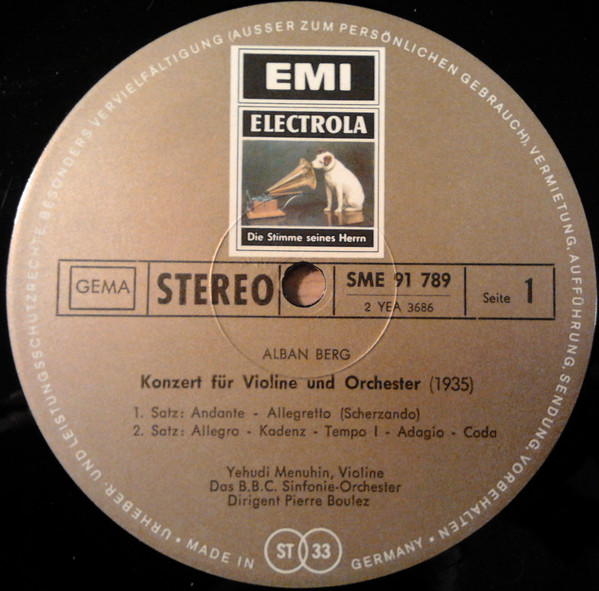 URHEBER- UND LEISTUNGSSCHUTZRECHTE, BESONDERS VERVIELFÄLTIGUNG (AUSSER ZUM PERSÖNLICHEN GEBRAUCH), VERMIETUNG, AUFFÜHRUNG, SENDUNG, VORBEHALTEN
EMI
ELECTROLA
Die Stimme seines Herrn
GEMA
STEREO
SME 91 789
2 YEA 3686
Seite 1
ALBAN BERG
Konzert für Violine und Orchester (1935)
1. Satz: Andante - Allegretto (Scherzando)
2. Satz: Allegro - Kadenz - Tempo I - Adagio - Coda
Yehudi Menuhin, Violine
Das B.B.C. Sinfonie-Orchester
Dirigent Pierre Boulez
• MADE IN GERMANY •
ST 33